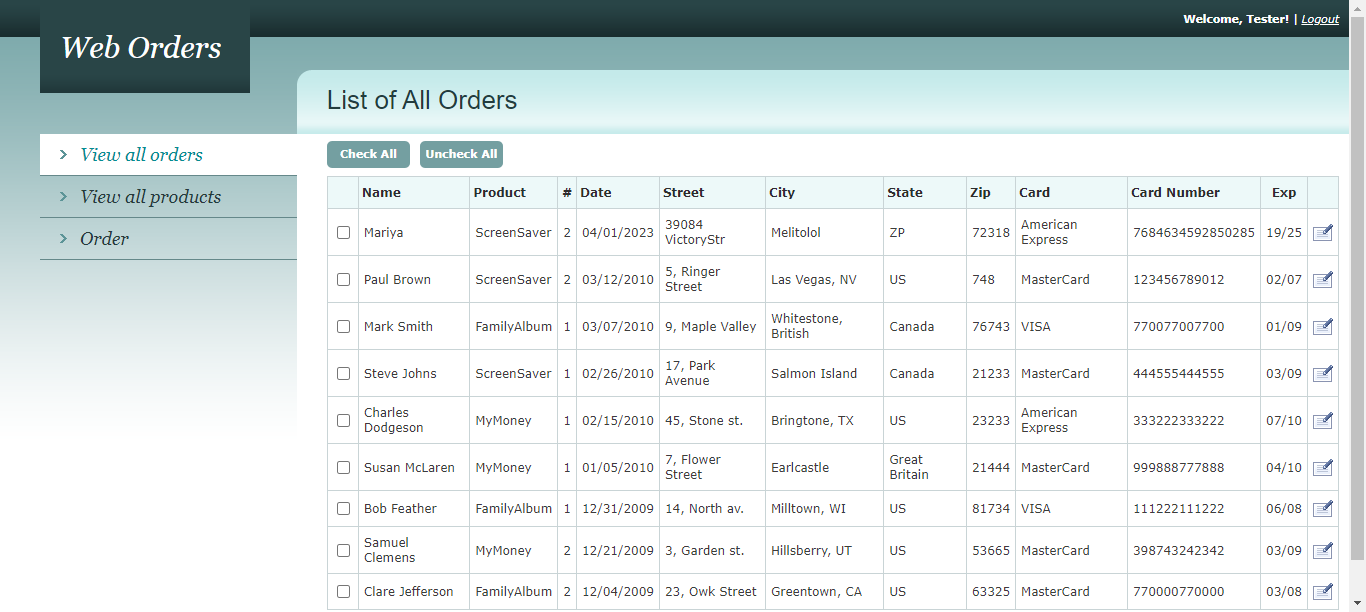 Welcome, Tester! | Logout
Web Orders
List of All Orders
View all orders
View all products
Order
Check All Uncheck All
Name Product # Date Street City State Zip Card Card Number Exp
Mariya ScreenSaver 2 04/01/2023 39084 VictoryStr Melitolol ZP 72318 American Express 7684634592850285 19/25
Paul Brown ScreenSaver 2 03/12/2010 5, Ringer Street Las Vegas, NV US 748 MasterCard 123456789012 02/07
Mark Smith FamilyAlbum 1 03/07/2010 9, Maple Valley Whitestone, British Canada 76743 VISA 770077007700 01/09
Steve Johns ScreenSaver 1 02/26/2010 17, Park Avenue Salmon Island Canada 21233 MasterCard 444555444555 03/09
Charles Dodgeson MyMoney 1 02/15/2010 45, Stone st. Bringtone, TX US 23233 American Express 333222333222 07/10
Susan McLaren MyMoney 1 01/05/2010 7, Flower Street Earlcastle Great Britain 21444 MasterCard 999888777888 04/10
Bob Feather FamilyAlbum 1 12/31/2009 14, North av. Milltown, WI US 81734 VISA 111222111222 06/08
Samuel Clemens MyMoney 2 12/21/2009 3, Garden st. Hillsberry, UT US 53665 MasterCard 398743242342 03/09
Clare Jefferson FamilyAlbum 2 12/04/2009 23, Owk Street Greentown, CA US 63325 MasterCard 770000770000 03/08